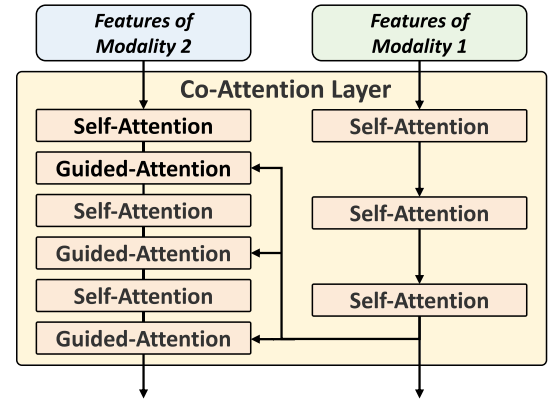 Features of
Modality 2
Features of
Modality 1
Co-Attention Layer
Self-Attention
Guided-Attention
Self-Attention
Guided-Attention
Self-Attention
Guided-Attention
Self-Attention
Self-Attention
Self-Attention